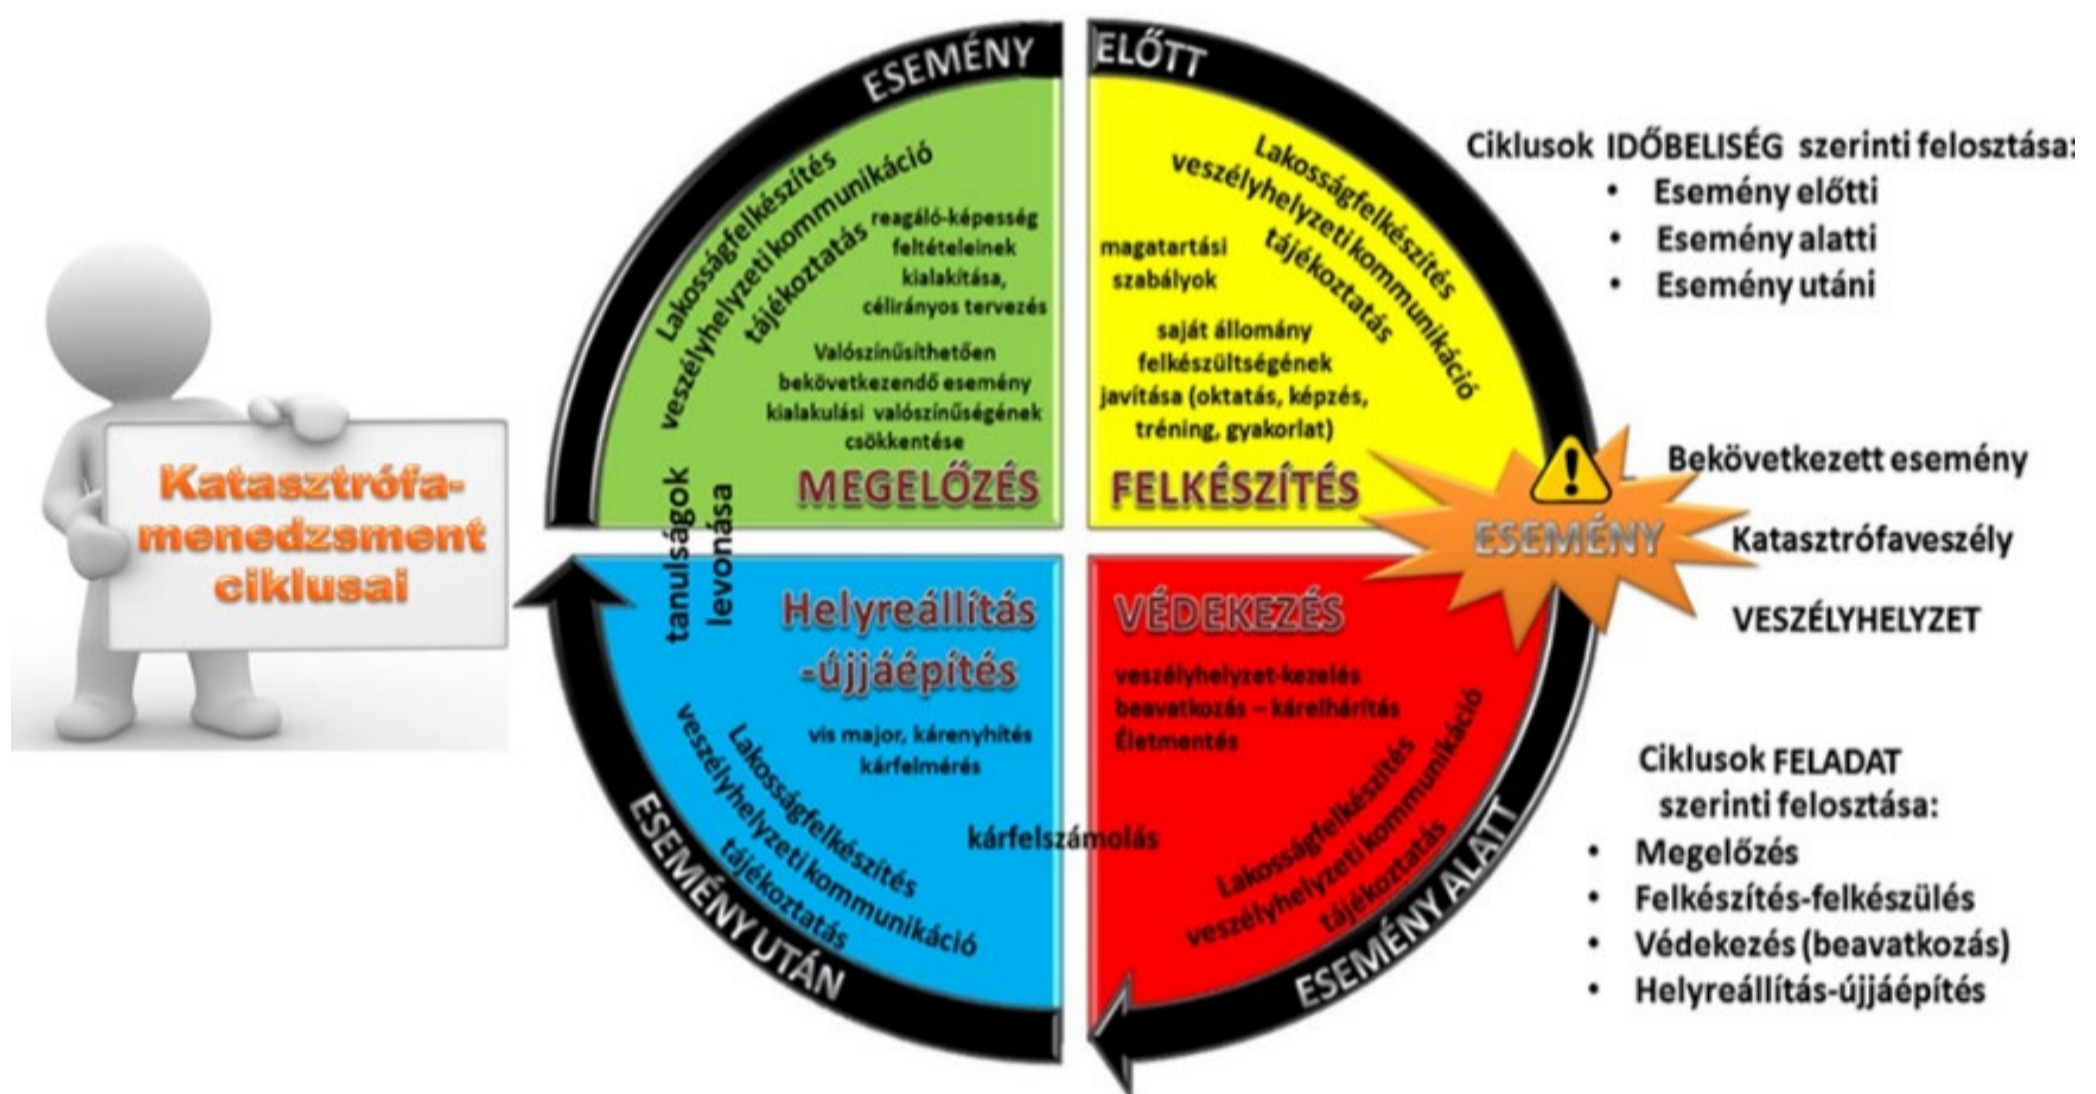 Katasztrófa-
menedzsment
ciklusai
ESEMÉNY
ELŐTT
Lakosságfelkészítés
veszélyhelyzeti kommunikáció
tájékoztatás
reagáló-képesség
feltételeinek
kialakítása,
célirányos tervezés
Valószínűsíthetően
bekövetkezendő esemény
kialakulási valószínűségének
csökkentése
MEGELŐZÉS
Lakosságfelkészítés
veszélyhelyzeti kommunikáció
tájékoztatás
magatartási
szabályok
saját állomány
felkészültségének
javítása (oktatás, képzés,
tréning, gyakorlat)
FELKÉSZÍTÉS
tanulságok
levonása
Helyreállítás
-újjáépítés
vis major, kárenyhítés
kárfelmérés
Lakosságfelkészítés
veszélyhelyzeti kommunikáció
tájékoztatás
ESEMÉNY UTÁN
kárfelszámolás
VÉDEKEZÉS
veszélyhelyzet-kezelés
beavatkozás – kárelhárítás
Életmentés
Lakosságfelkészítés
veszélyhelyzeti kommunikáció
tájékoztatás
ESEMÉNY ALATT
ESEMÉNY
Ciklusok IDŐBELISÉG szerinti felosztása:
• Esemény előtti
• Esemény alatti
• Esemény utáni
Bekövetkezett esemény
Katasztrófaveszély
VESZÉLYHELYZET
Ciklusok FELADAT
szerinti felosztása:
• Megelőzés
• Felkészítés-felkészülés
• Védekezés (beavatkozás)
• Helyreállítás-újjáépítés